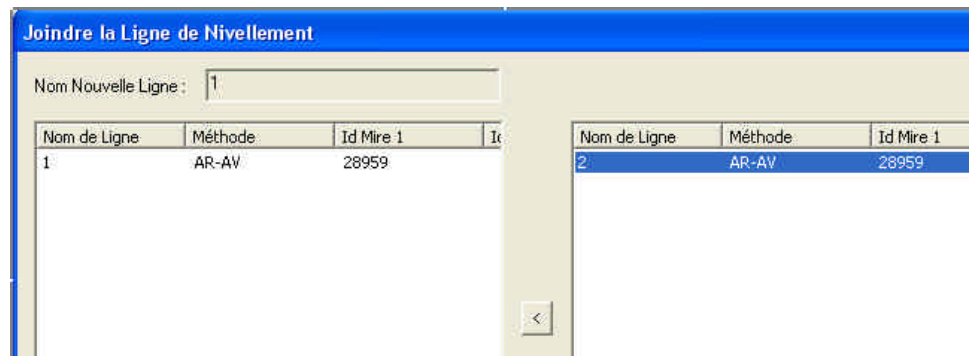 Joindre la Ligne de Nivellement
Nom Nouvelle Ligne : 1
Nom de Ligne Méthode Id Mire 1
1 AR-AV 28959
Nom de Ligne Méthode Id Mire 1
2 AR-AV 28959
<